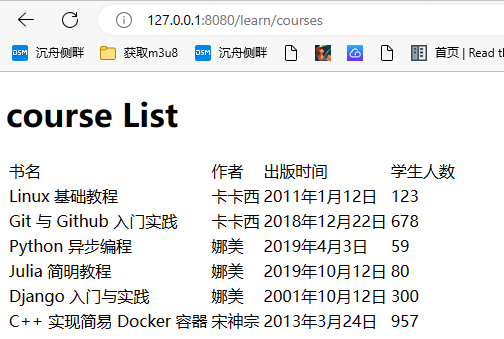 127.0.0.1:8080/learn/courses
JSM 沉舟侧畔 获取m3u8 JSM 沉舟侧畔 首页 | Read th
course List
书名 作者 出版时间 学生人数
Linux 基础教程 卡卡西 2011年1月12日 123
Git 与 Github 入门实践 卡卡西 2018年12月22日 678
Python 异步编程 娜美 2019年4月3日 59
Julia 简明教程 娜美 2019年10月12日 80
Django 入门与实践 娜美 2001年10月12日 300
C++ 实现简易 Docker 容器 宋神宗 2013年3月24日 957